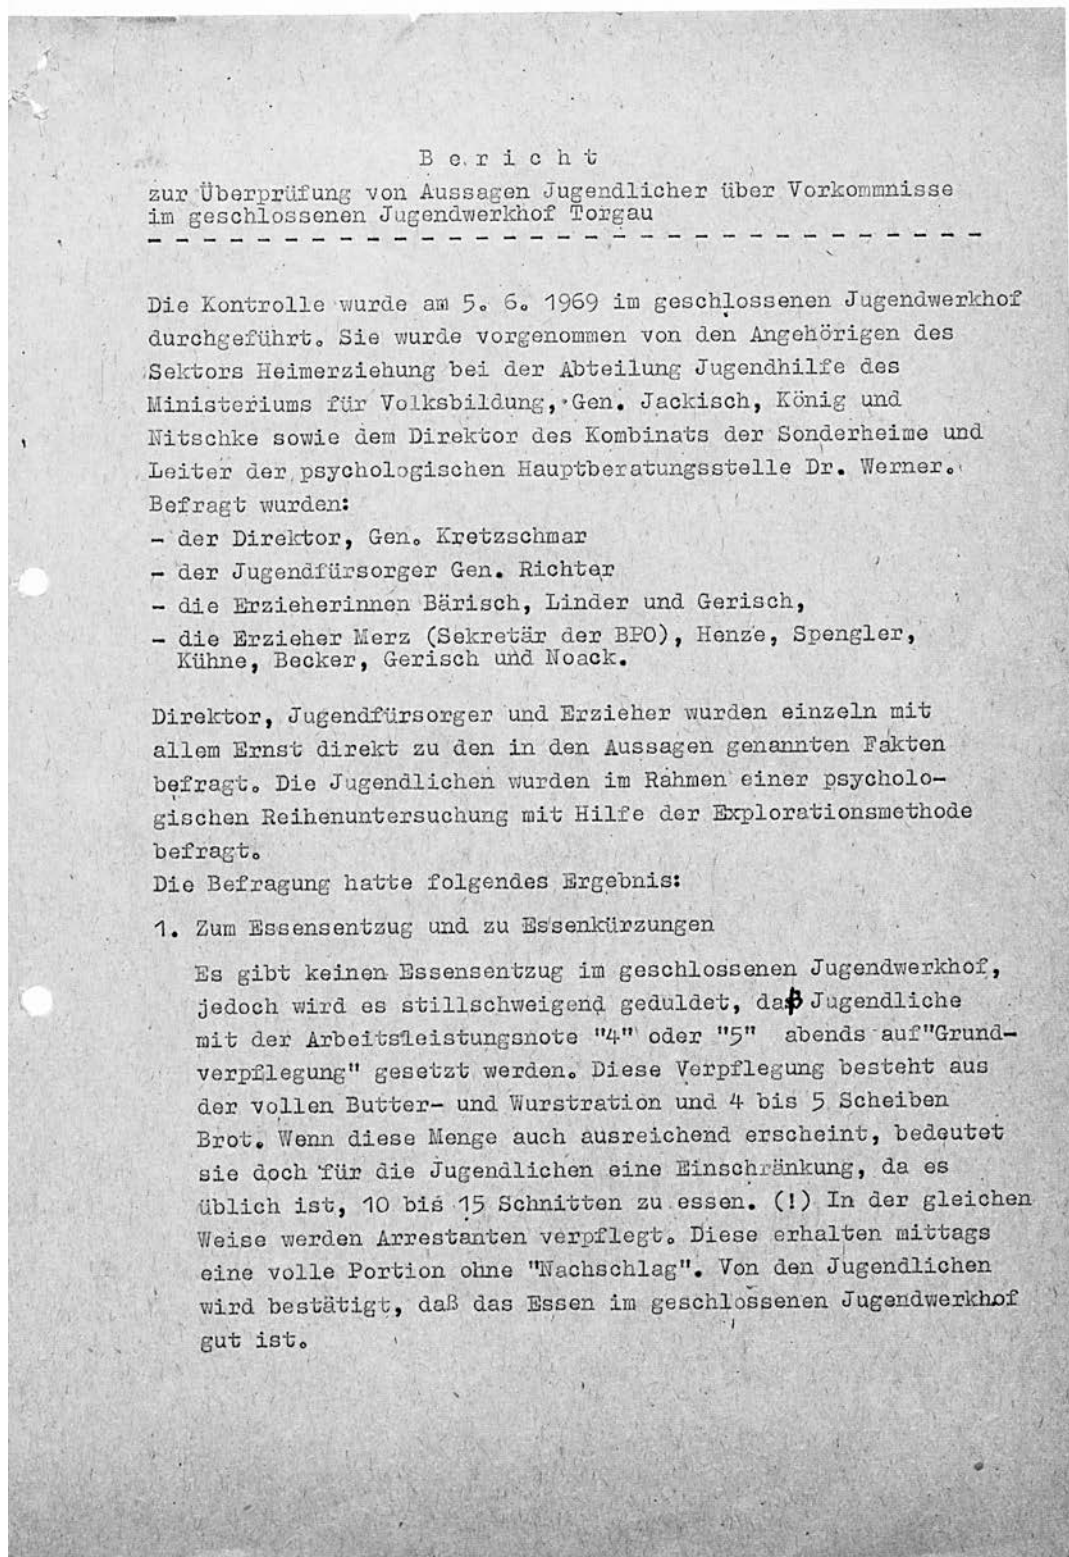 B e r i c h t
zur Überprüfung von Aussagen Jugendlicher über Vorkommnisse
im geschlossenen Jugendwerkhof Torgau
- - - - - - - - - - - - - - - - - - - - - - - - - - - - - - -
Die Kontrolle wurde am 5. 6. 1969 im geschlossenen Jugendwerkhof
durchgeführt. Sie wurde vorgenommen von den Angehörigen des
Sektors Heimerziehung bei der Abteilung Jugendhilfe des
Ministeriums für Volksbildung, Gen. Jackisch, König und
Nitschke sowie dem Direktor des Kombinats der Sonderheime und
Leiter der psychologischen Hauptberatungsstelle Dr. Werner.
Befragt wurden:
- der Direktor, Gen. Kretzschmar
- der Jugendfürsorger Gen. Richter
- die Erzieherinnen Bärisch, Linder und Gerisch,
- die Erzieher Merz (Sekretär der BPO), Henze, Spengler,
Kühne, Becker, Gerisch und Noack.
Direktor, Jugendfürsorger und Erzieher wurden einzeln mit
allem Ernst direkt zu den in den Aussagen genannten Fakten
befragt. Die Jugendlichen wurden im Rahmen einer psycholo-
gischen Reihenuntersuchung mit Hilfe der Explorationsmethode
befragt.
Die Befragung hatte folgendes Ergebnis:
1. Zum Essensentzug und zu Essenkürzungen
Es gibt keinen Essensentzug im geschlossenen Jugendwerkhof,
jedoch wird es stillschweigend geduldet, daß Jugendliche
mit der Arbeitsleistungsnote "4" oder "5" abends auf"Grund-
verpflegung" gesetzt werden. Diese Verpflegung besteht aus
der vollen Butter- und Wurstration und 4 bis 5 Scheiben
Brot. Wenn diese Menge auch ausreichend erscheint, bedeutet
sie doch für die Jugendlichen eine Einschränkung, da es
üblich ist, 10 bis 15 Schnitten zu essen. (!) In der gleichen
Weise werden Arrestanten verpflegt. Diese erhalten mittags
eine volle Portion ohne "Nachschlag". Von den Jugendlichen
wird bestätigt, daß das Essen im geschlossenen Jugendwerkhof
gut ist.